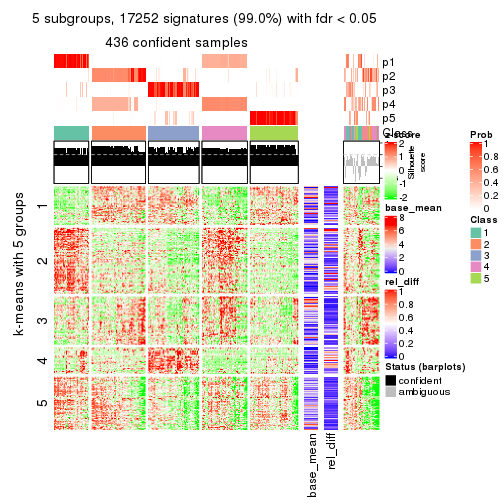 5 subgroups, 17252 signatures (99.0%) with fdr < 0.05
436 confident samples
p1
p2
p3
p4
p5
Class
z-score
2
1
0
-1
-2
Silhouette
score
base_mean
8
6
4
2
0
rel_diff
1
0.8
0.6
0.4
0.2
0
Status (barplots)
confident
ambiguous
Prob
1
0.8
0.6
0.4
0.2
0
Class
1
2
3
4
5
k-means with 5 groups
1
2
3
4
5
base_mean
rel_diff